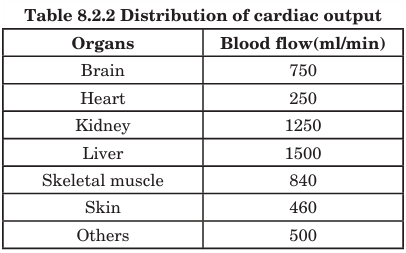 Table 8.2.2 Distribution of cardiac output
Organs Blood flow(ml/min)
Brain 750
Heart 250
Kidney 1250
Liver 1500
Skeletal muscle 840
Skin 460
Others 500